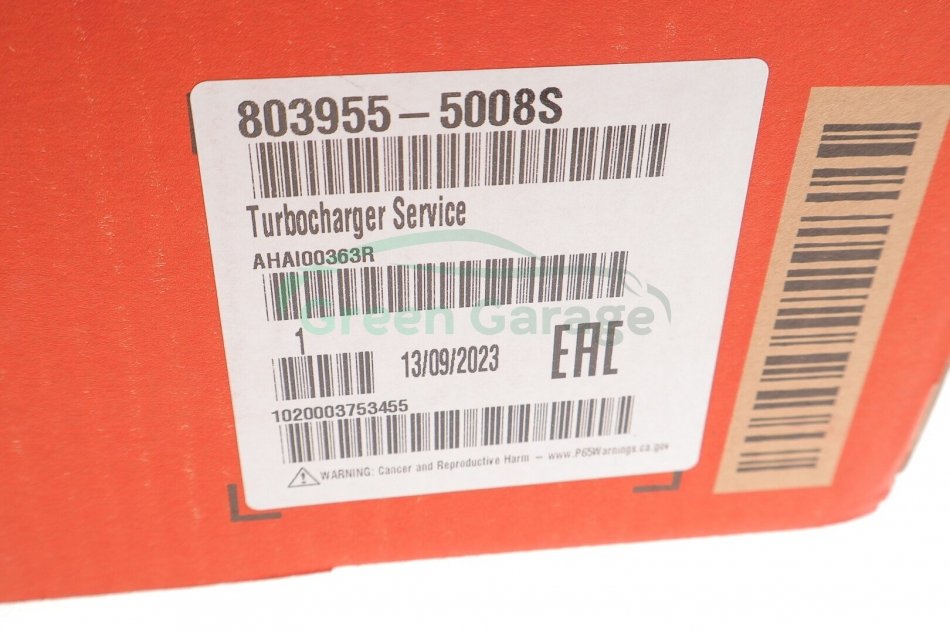 803955-5008S
Turbocharger Service
AHAI00363R
Green Garage
1
13/09/2023
EAC
1020003753455
WARNING: Cancer and Reproductive Harm – www.P65Warnings.ca.gov